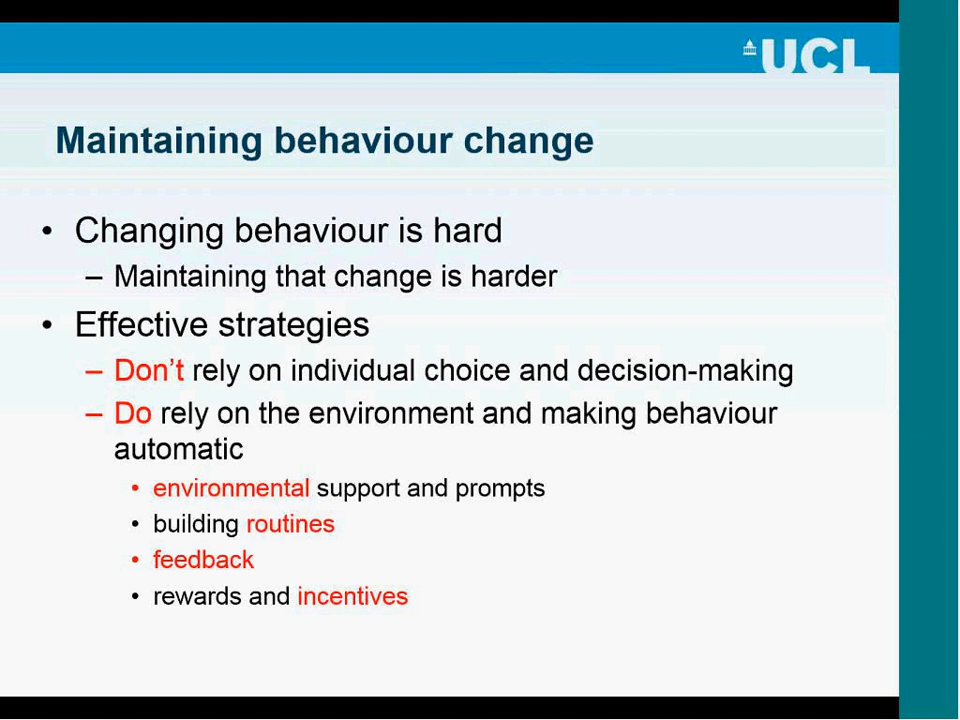 UCL
Maintaining behaviour change
• Changing behaviour is hard
– Maintaining that change is harder
• Effective strategies
– Don't rely on individual choice and decision-making
– Do rely on the environment and making behaviour
automatic
• environmental support and prompts
• building routines
• feedback
• rewards and incentives